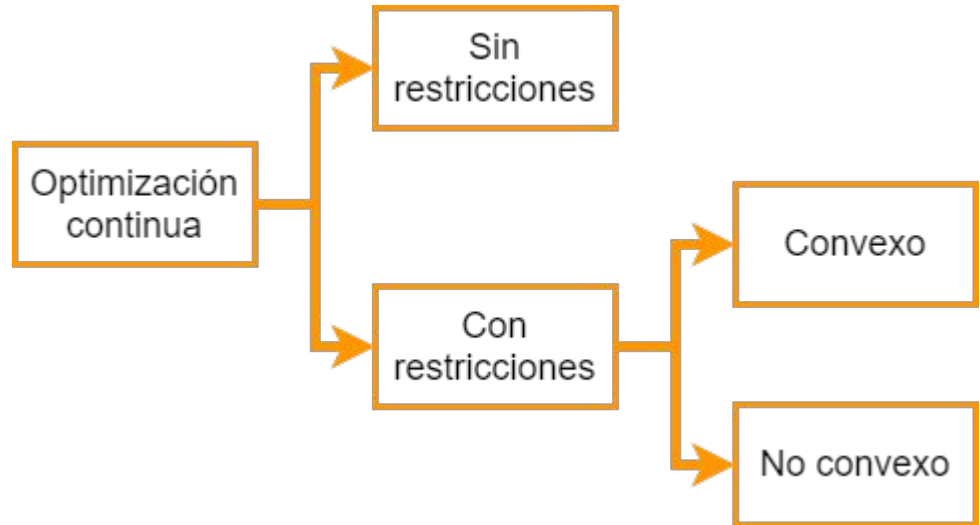 Sin
restricciones
Optimización
continua
Convexo
Con
restricciones
No convexo